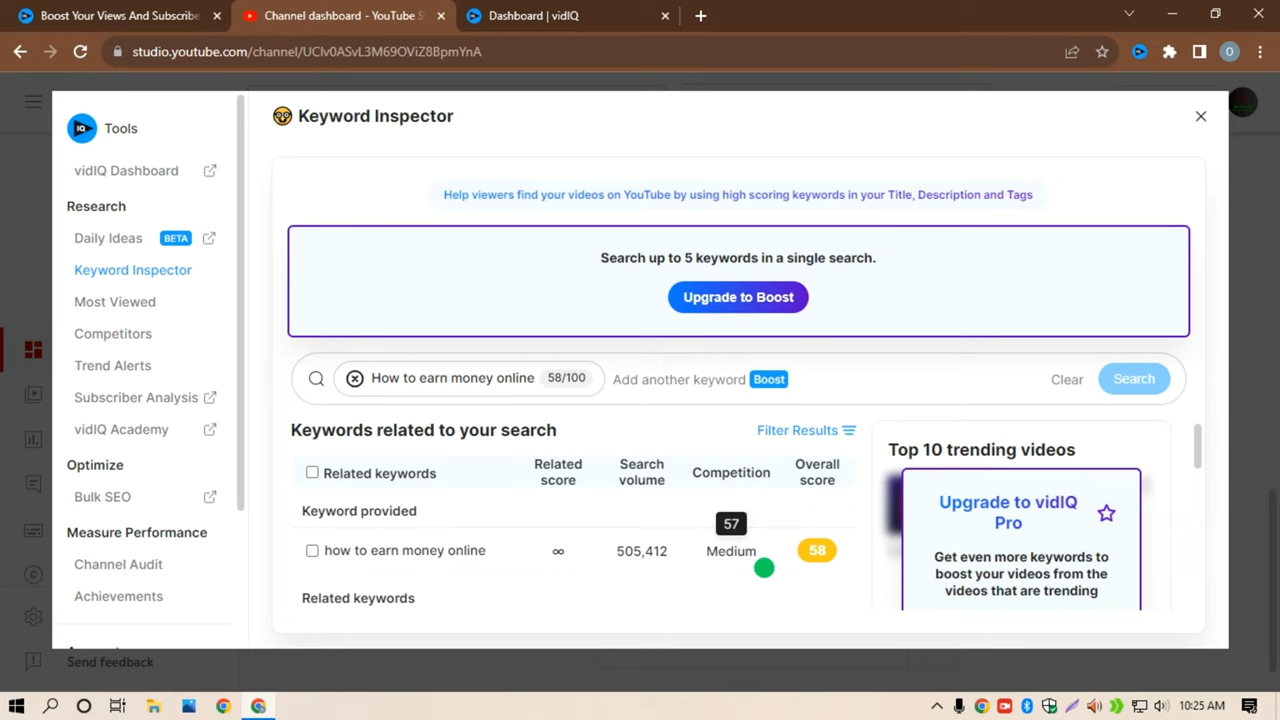 Boost Your Views And Subscribe
Channel dashboard - YouTube S
Dashboard | vidIQ
studio.youtube.com/channel/UClv0ASvL3M69OViZ8BpmYnA
O
IQ
Tools
vidIQ Dashboard
Research
Daily Ideas BETA
Keyword Inspector
Most Viewed
Competitors
Trend Alerts
Subscriber Analysis
vidIQ Academy
Optimize
Bulk SEO
Measure Performance
Channel Audit
Achievements
Send feedback
Keyword Inspector
Help viewers find your videos on YouTube by using high scoring keywords in your Title, Description and Tags
Search up to 5 keywords in a single search.
Upgrade to Boost
How to earn money online 58/100 Add another keyword Boost Clear Search
Keywords related to your search
Filter Results
Related keywords Related score Search volume Competition Overall score
Keyword provided
57
how to earn money online ∞ 505,412 Medium 58
Related keywords
Top 10 trending videos
Upgrade to vidIQ
Pro
Get even more keywords to
boost your videos from the
videos that are trending
10:25 AM